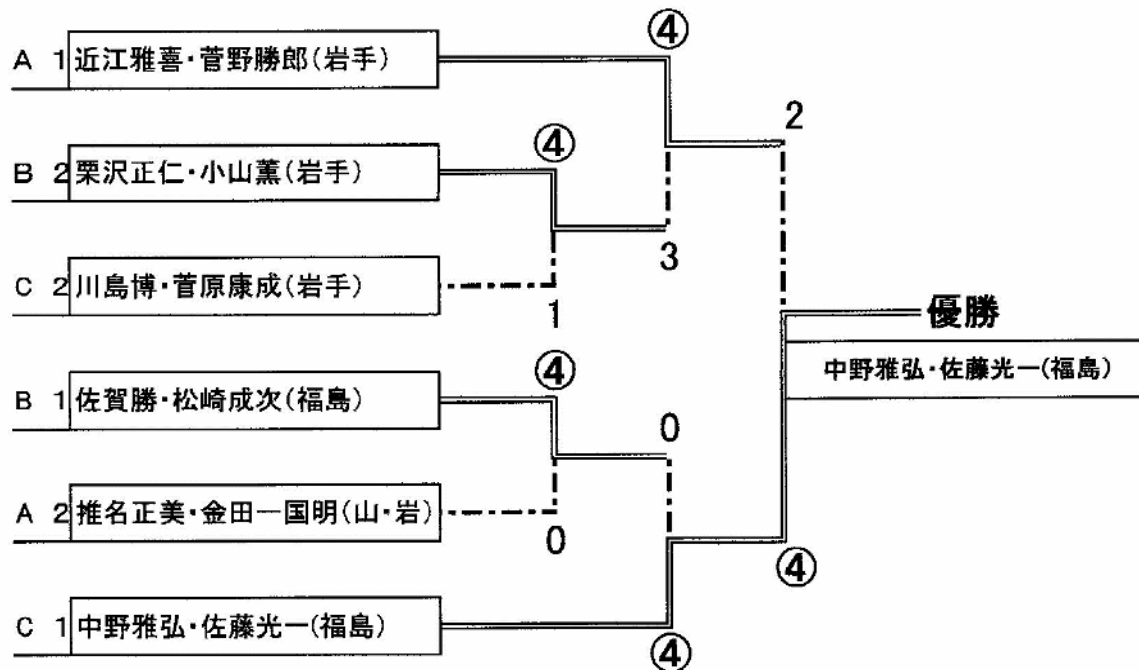 ④
A 1 近江雅喜・菅野勝郎(岩手)
2
④
B 2 栗沢正仁・小山薫(岩手)
3
C 2 川島博・菅原康成(岩手)
1
優勝
中野雅弘・佐藤光一(福島)
④
B 1 佐賀勝・松崎成次(福島)
0
A 2 椎名正美・金田一国明(山・岩)
0
④
C 1 中野雅弘・佐藤光一(福島)
④